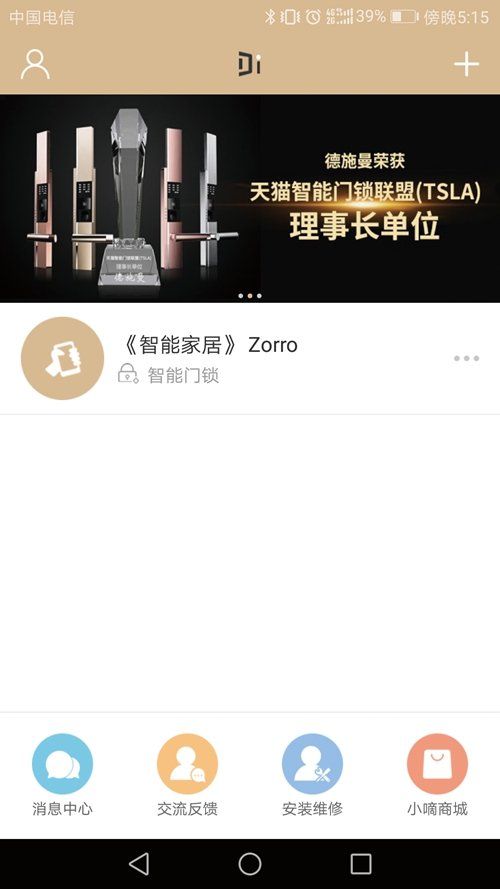 中国电信
39%
傍晚5:15
Di
德施曼荣获
天猫智能门锁联盟(TSLA)
理事长单位
天猫智能门锁联盟(TSLA)
理事长单位
德施曼
《智能家居》 Zorro
智能门锁
消息中心
交流反馈
安装维修
小嘀商城